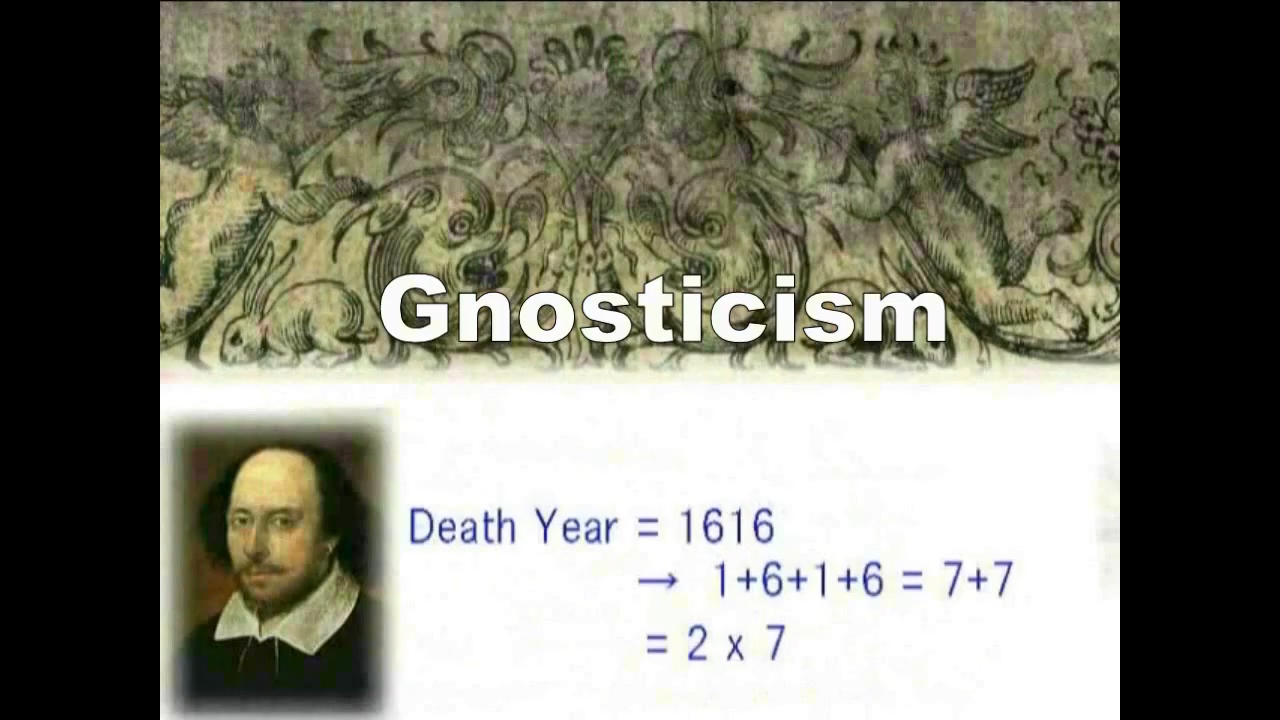 Gnosticism
Death Year = 1616
→ 1+6+1+6 = 7+7
= 2 x 7